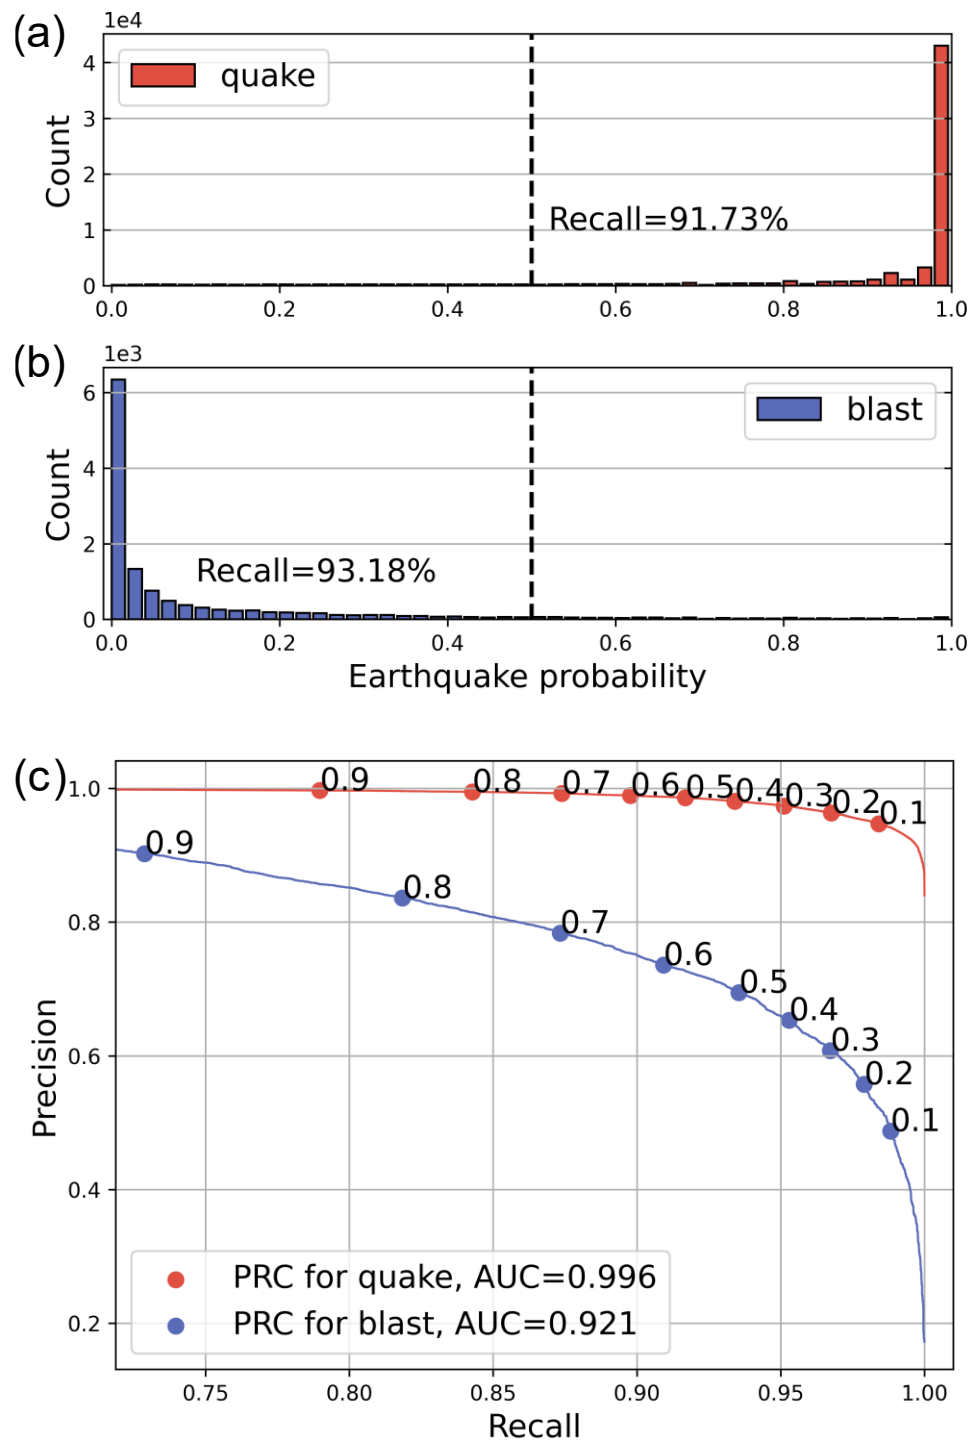 (a)
1e4
4
3
2
1
0
Count
quake
Recall=91.73%
0.0 0.2 0.4 0.6 0.8 1.0
(b)
1e3
6
4
2
0
Count
blast
Recall=93.18%
0.0 0.2 0.4 0.6 0.8 1.0
Earthquake probability
(c)
1.0
0.8
0.6
0.4
0.2
Precision
0.9 0.8 0.7 0.6 0.5 0.4 0.3 0.2 0.1
0.9
0.8
0.7
0.6
0.5
0.4
0.3
0.2
0.1
PRC for quake, AUC=0.996
PRC for blast, AUC=0.921
0.75 0.80 0.85 0.90 0.95 1.00
Recall